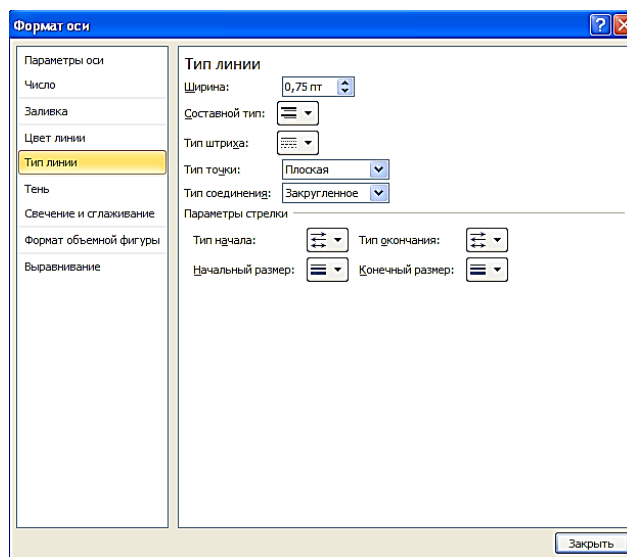 Формат оси
Параметры оси
Число
Заливка
Цвет линии
Тип линии
Тень
Свечение и сглаживание
Формат объемной фигуры
Выравнивание
Тип линии
Ширина: 0,75 пт
Составной тип:
Тип штриха:
Тип точки: Плоская
Тип соединения: Закругленное
Параметры стрелки
Тип начала: Тип окончания:
Начальный размер: Конечный размер:
Закрыть